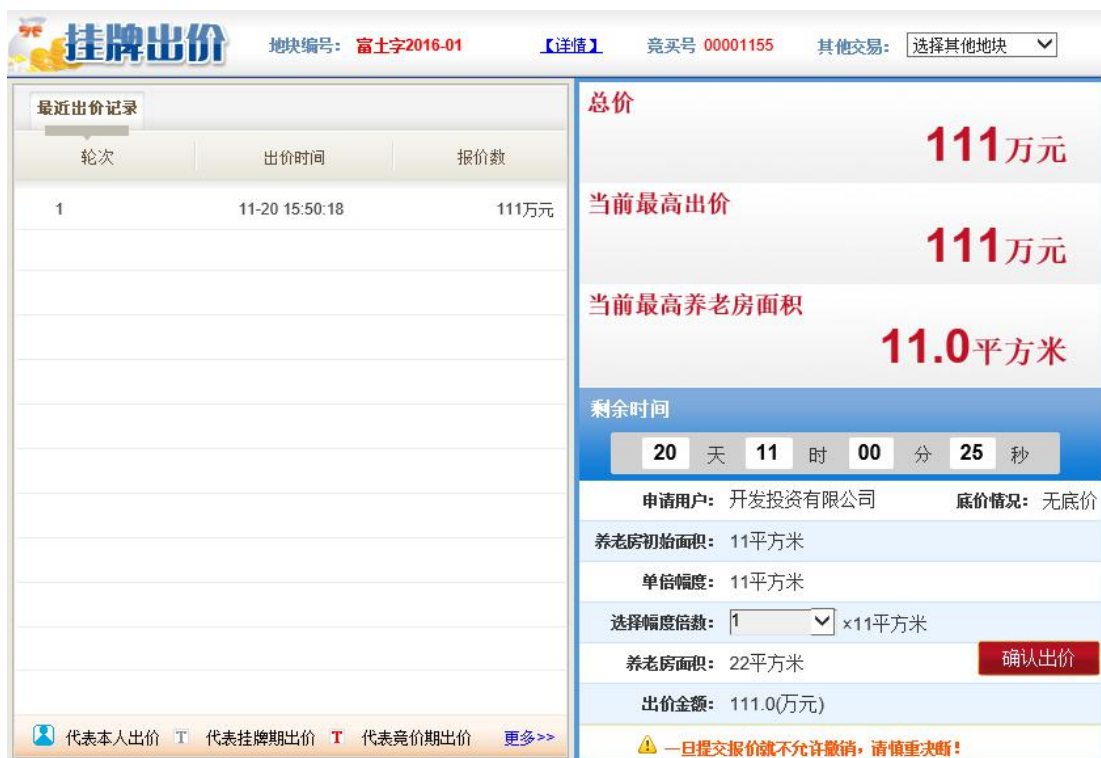 挂牌出价 地块编号： 富土字2016-01 【详情】 竞买号 00001155 其他交易： 选择其他地块
最近出价记录
轮次 出价时间 报价数
1 11-20 15:50:18 111万元
代表本人出价 T 代表挂牌期出价 T 代表竞价期出价 更多>>
总价
111万元
当前最高出价
111万元
当前最高养老房面积
11.0平方米
剩余时间
20 天 11 时 00 分 25 秒
申请用户： 开发投资有限公司 底价情况： 无底价
养老房初始面积： 11平方米
单倍幅度： 11平方米
选择幅度倍数： 1 ×11平方米
养老房面积： 22平方米 确认出价
出价金额： 111.0(万元)
一旦提交报价就不允许撤销，请慎重决断！